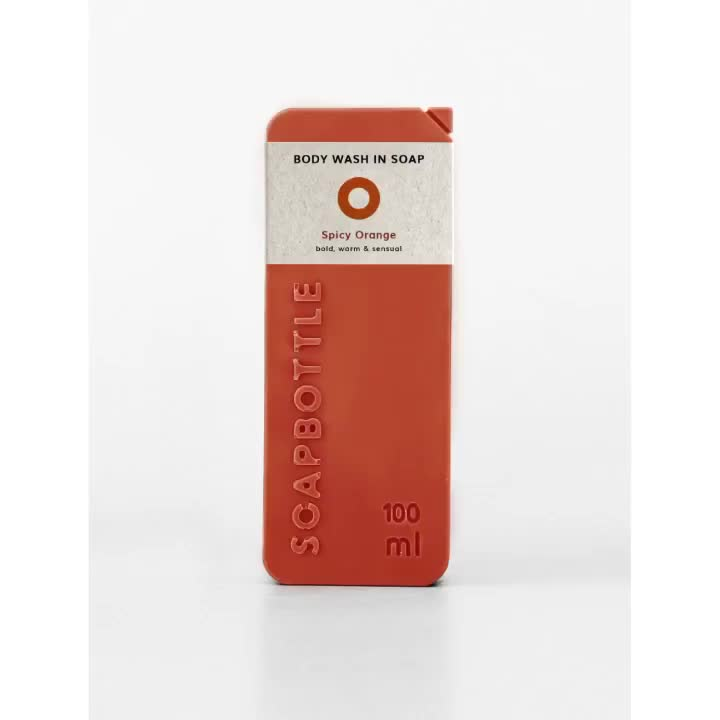 BODY WASH IN SOAP
Spicy Orange
bold, warm & sensual
SOAPBOTTLE
100
ml